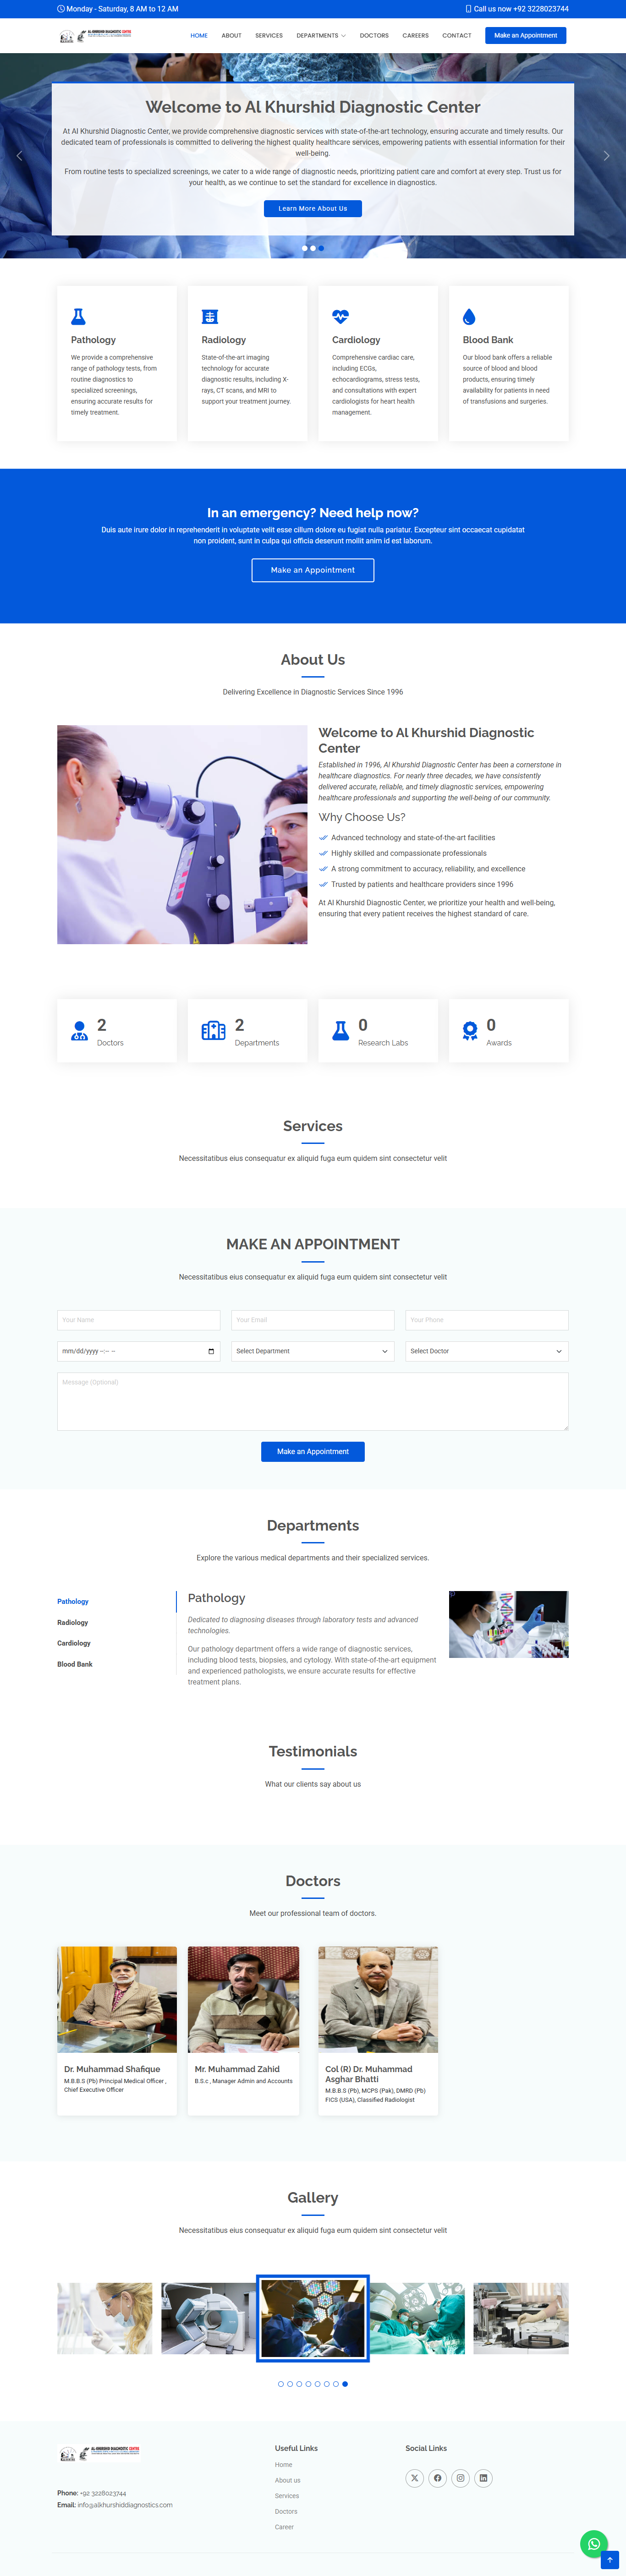 Monday - Saturday, 8 AM to 12 AM
Call us now +92 3228023744
AL-KHURSHID DIAGNOSTIC CENTRE
HOME ABOUT SERVICES DEPARTMENTS DOCTORS CAREERS CONTACT Make an Appointment
Welcome to Al Khurshid Diagnostic Center
At Al Khurshid Diagnostic Center, we provide comprehensive diagnostic services with state-of-the-art technology, ensuring accurate and timely results. Our
dedicated team of professionals is committed to delivering the highest quality healthcare services, empowering patients with essential information for their
well-being.
From routine tests to specialized screenings, we cater to a wide range of diagnostic needs, prioritizing patient care and comfort at every step. Trust us for
your health, as we continue to set the standard for excellence in diagnostics.
Learn More About Us
Pathology
We provide a comprehensive
range of pathology tests, from
routine diagnostics to
specialized screenings,
ensuring accurate results for
timely treatment.
Radiology
State-of-the-art imaging
technology for accurate
diagnostic results, including X-
rays, CT scans, and MRI to
support your treatment journey.
Cardiology
Comprehensive cardiac care,
including ECGs,
echocardiograms, stress tests,
and consultations with expert
cardiologists for heart health
management.
Blood Bank
Our blood bank offers a reliable
source of blood and blood
products, ensuring timely
availability for patients in need
of transfusions and surgeries.
In an emergency? Need help now?
Duis aute irure dolor in reprehenderit in voluptate velit esse cillum dolore eu fugiat nulla pariatur. Excepteur sint occaecat cupidatat
non proident, sunt in culpa qui officia deserunt mollit anim id est laborum.
Make an Appointment
About Us
Delivering Excellence in Diagnostic Services Since 1996
Welcome to Al Khurshid Diagnostic
Center
Established in 1996, Al Khurshid Diagnostic Center has been a cornerstone in
healthcare diagnostics. For nearly three decades, we have consistently
delivered accurate, reliable, and timely diagnostic services, empowering
healthcare professionals and supporting the well-being of our community.
Why Choose Us?
Advanced technology and state-of-the-art facilities
Highly skilled and compassionate professionals
A strong commitment to accuracy, reliability, and excellence
Trusted by patients and healthcare providers since 1996
At Al Khurshid Diagnostic Center, we prioritize your health and well-being,
ensuring that every patient receives the highest standard of care.
2
Doctors
2
Departments
0
Research Labs
0
Awards
Services
Necessitatibus eius consequatur ex aliquid fuga eum quidem sint consectetur velit
MAKE AN APPOINTMENT
Necessitatibus eius consequatur ex aliquid fuga eum quidem sint consectetur velit
Your Name
Your Email
Your Phone
mm/dd/yyyy --:-- --
Select Department
Select Doctor
Message (Optional)
Make an Appointment
Departments
Explore the various medical departments and their specialized services.
Pathology
Radiology
Cardiology
Blood Bank
Pathology
Dedicated to diagnosing diseases through laboratory tests and advanced
technologies.
Our pathology department offers a wide range of diagnostic services,
including blood tests, biopsies, and cytology. With state-of-the-art equipment
and experienced pathologists, we ensure accurate results for effective
treatment plans.
Testimonials
What our clients say about us
Doctors
Meet our professional team of doctors.
Dr. Muhammad Shafique
M.B.B.S (Pb) Principal Medical Officer ,
Chief Executive Officer
Mr. Muhammad Zahid
B.S.c , Manager Admin and Accounts
Col (R) Dr. Muhammad
Asghar Bhatti
M.B.B.S (Pb), MCPS (Pak), DMRD (Pb)
FICS (USA), Classified Radiologist
Gallery
Necessitatibus eius consequatur ex aliquid fuga eum quidem sint consectetur velit
AL-KHURSHID DIAGNOSTIC CENTRE
Phone: +92 3228023744
Email: info@alkhurshiddiagnostics.com
Useful Links
Home
About us
Services
Doctors
Career
Social Links